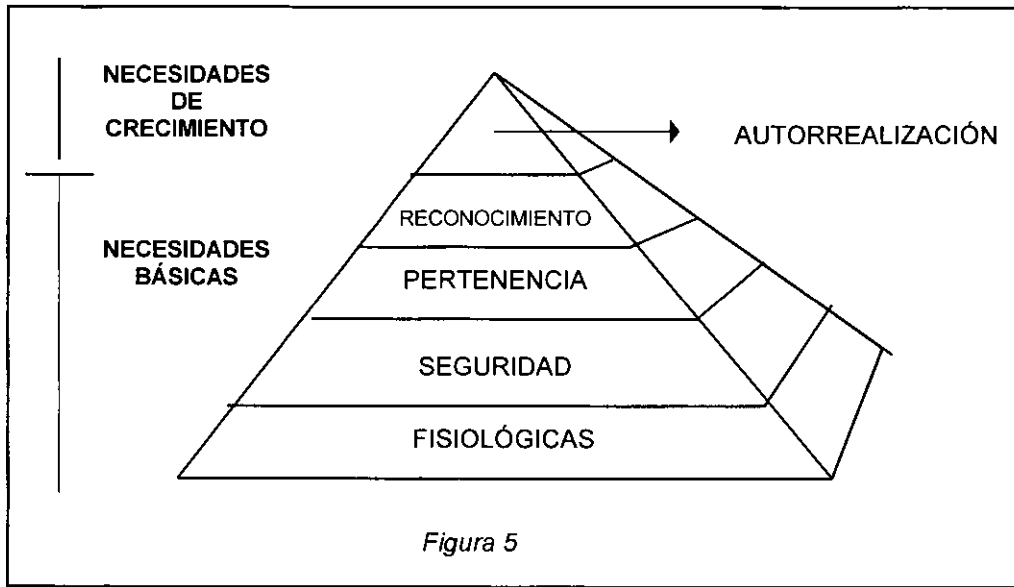 NECESIDADES
DE
CRECIMIENTO
AUTORREALIZACIÓN
RECONOCIMIENTO
NECESIDADES
BÁSICAS
PERTENENCIA
SEGURIDAD
FISIOLÓGICAS
Figura 5